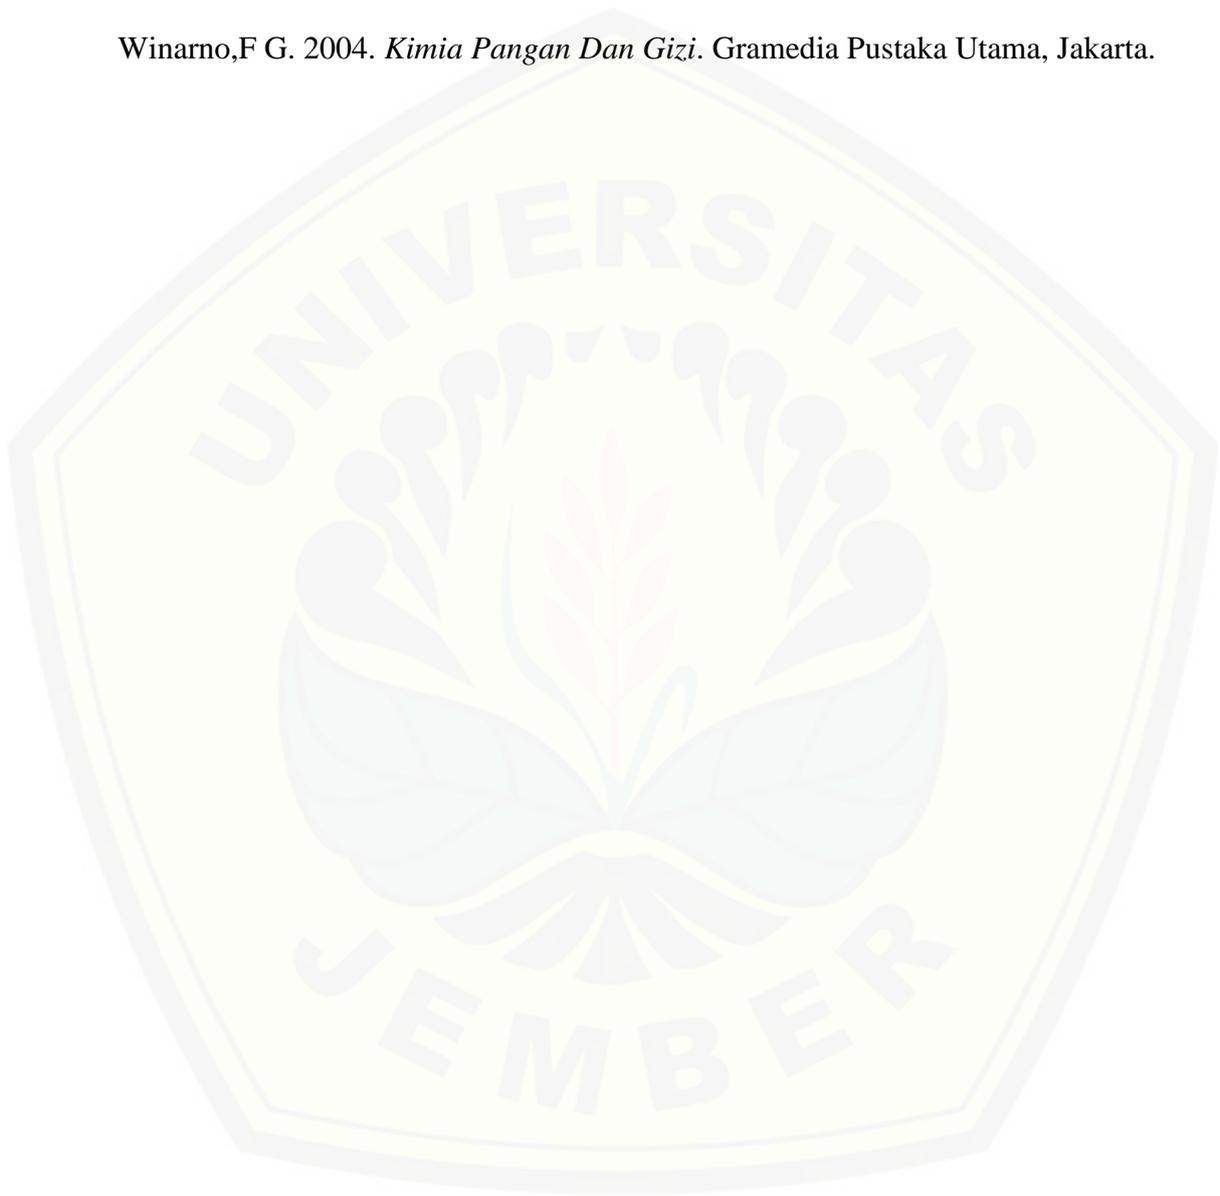 Winarno,F G. 2004. Kimia Pangan Dan Gizi. Gramedia Pustaka Utama, Jakarta.
UNIVERSITAS
JEMBER